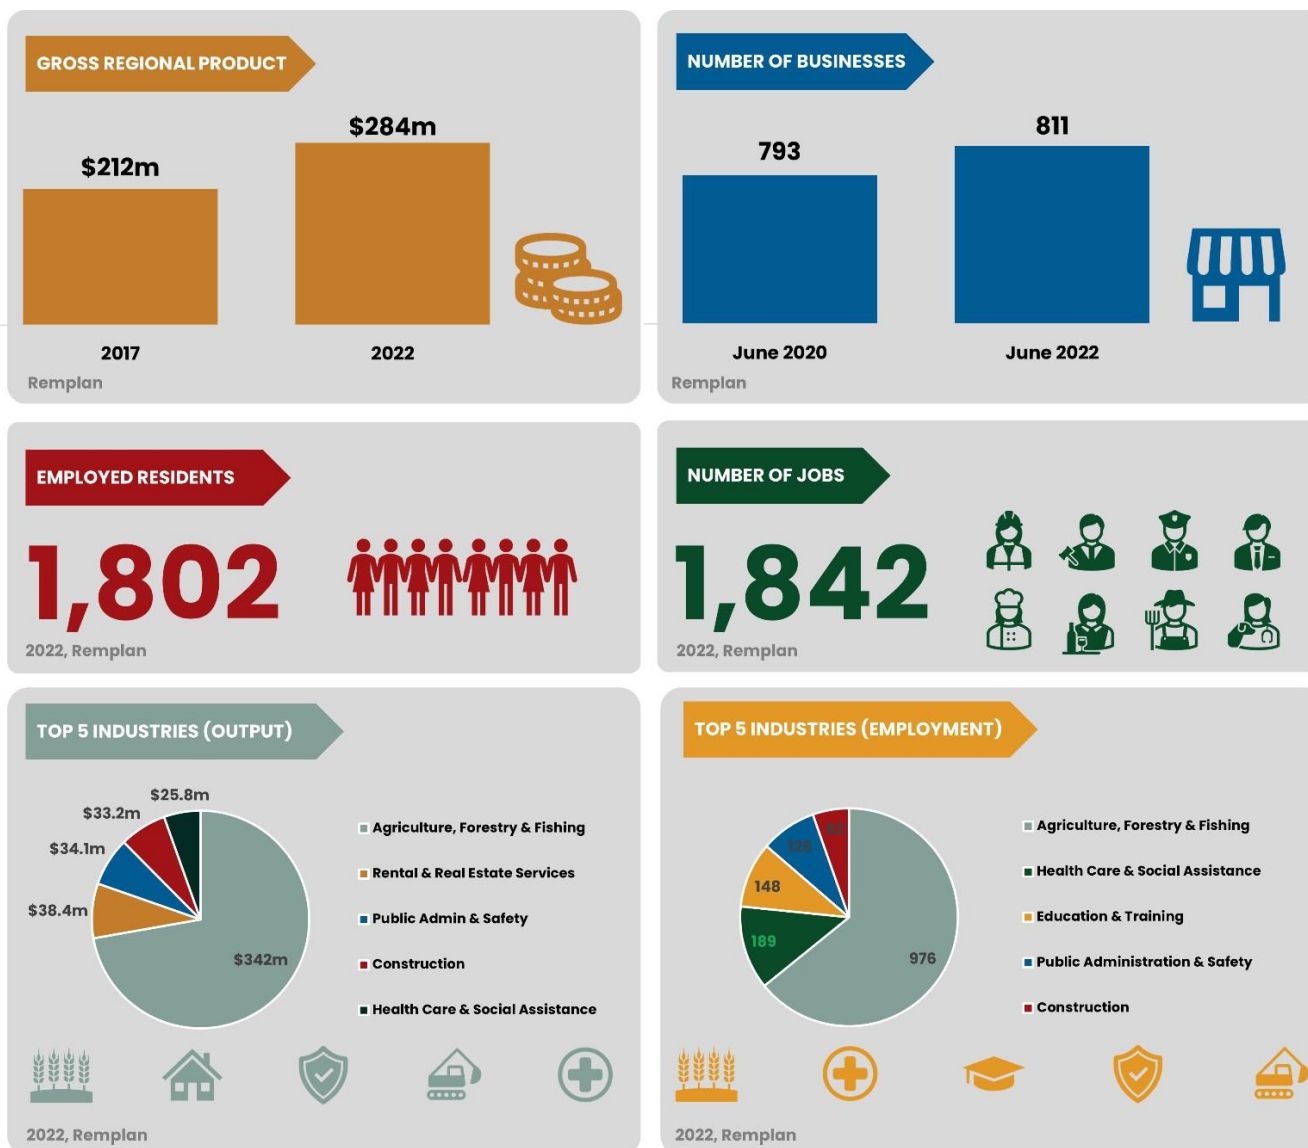 GROSS REGIONAL PRODUCT
$212m
$284m
2017
2022
Remplan
NUMBER OF BUSINESSES
793
811
June 2020
June 2022
Remplan
EMPLOYED RESIDENTS
1,802
2022, Remplan
NUMBER OF JOBS
1,842
2022, Remplan
TOP 5 INDUSTRIES (OUTPUT)
$25.8m
$33.2m
$34.1m
$38.4m
$342m
Agriculture, Forestry & Fishing
Rental & Real Estate Services
Public Admin & Safety
Construction
Health Care & Social Assistance
2022, Remplan
TOP 5 INDUSTRIES (EMPLOYMENT)
148
189
976
Agriculture, Forestry & Fishing
Health Care & Social Assistance
Education & Training
Public Administration & Safety
Construction
2022, Remplan